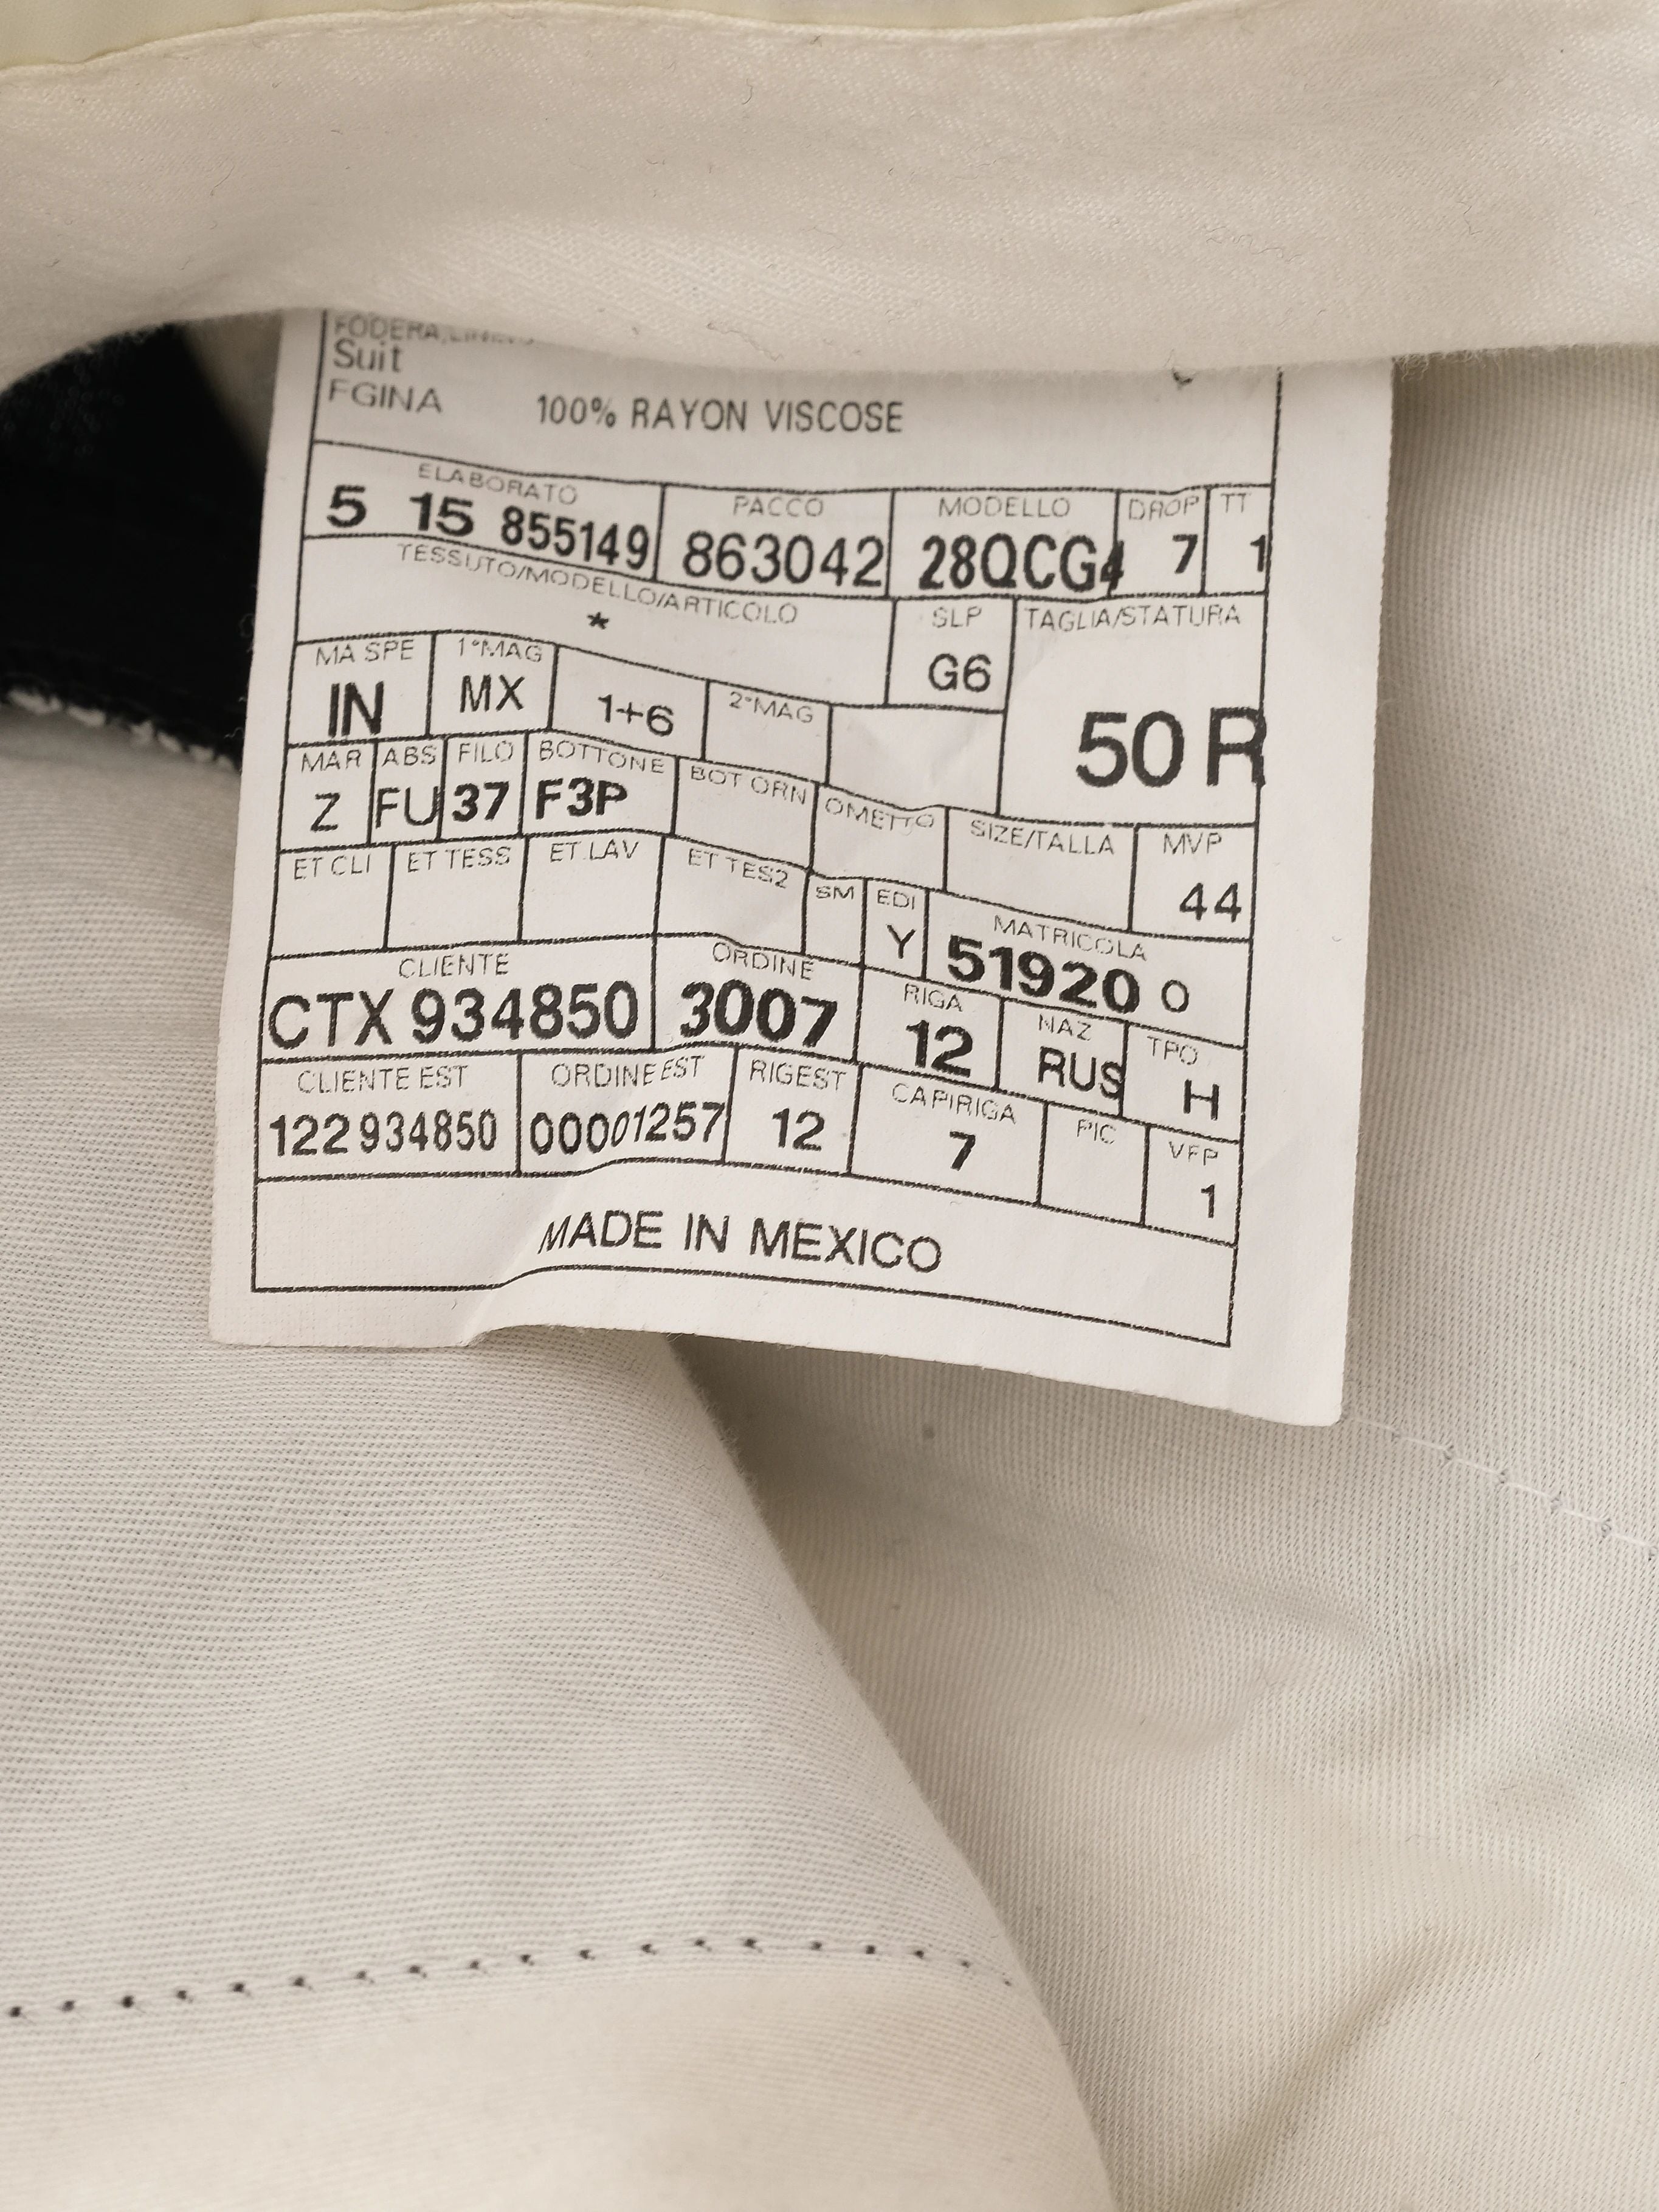 FODERA,LINING
Suit
FGINA 100% RAYON VISCOSE
ELABORATO PACCO MODELLO DROP TT
5 15 855149 863042 28QCG4 7 1
TESSUTO/MODELLO/ARTICOLO SLP TAGLIA/STATURA
* G6 50 R
MA SPE 1°MAG 2°MAG
IN MX 1+6
MAR ABS FILO BOTTONE BOT ORN OMETTO SIZE/TALLA MVP
Z FU 37 F3P 44
ET CLI ET TESS ET.LAV ET TES2 SM EDI MATRICOLA
Y 51920 0
CLIENTE ORDINE RIGA NAZ TPO
CTX 934850 3007 12 RUS H
CLIENTE EST ORDINE EST RIGEST CAPIRIGA PIC VFP
122 934850 00001257 12 7 1
MADE IN MEXICO